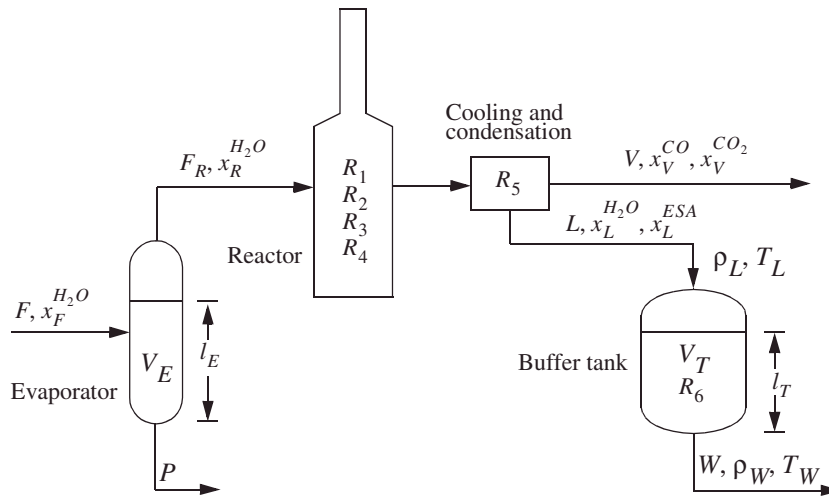 Cooling and
condensation
F_R, x_R^{H_2O}
R_1
R_2
R_3
R_4
R_5
V, x_V^{CO}, x_V^{CO_2}
L, x_L^{H_2O}, x_L^{ESA}
Reactor
ρ_L, T_L
F, x_F^{H_2O}
V_E
l_E
Evaporator
Buffer tank
V_T
R_6
l_T
P
W, ρ_W, T_W